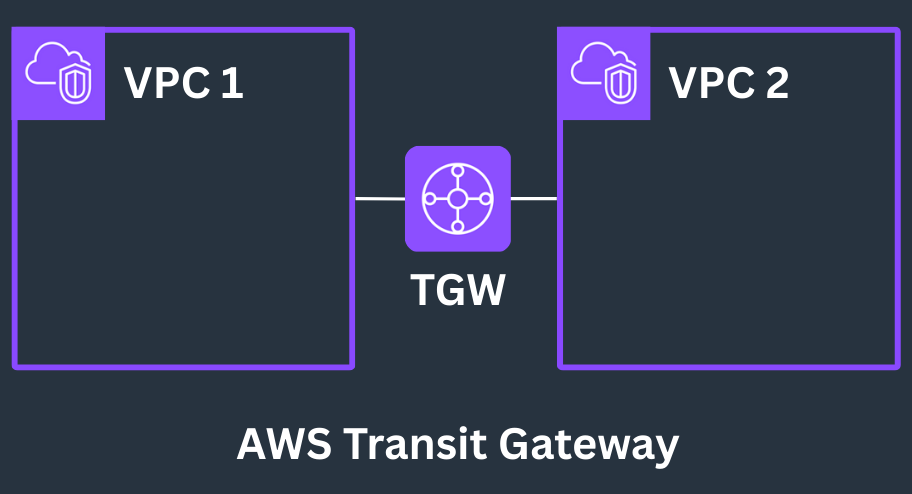 VPC 1
VPC 2
TGW
AWS Transit Gateway